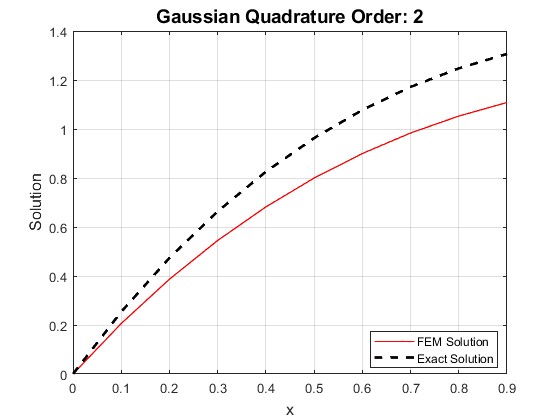 Gaussian Quadrature Order: 2
1.4
1.2
1
0.8
0.6
0.4
0.2
0
Solution
FEM Solution
Exact Solution
0 0.1 0.2 0.3 0.4 0.5 0.6 0.7 0.8 0.9
x